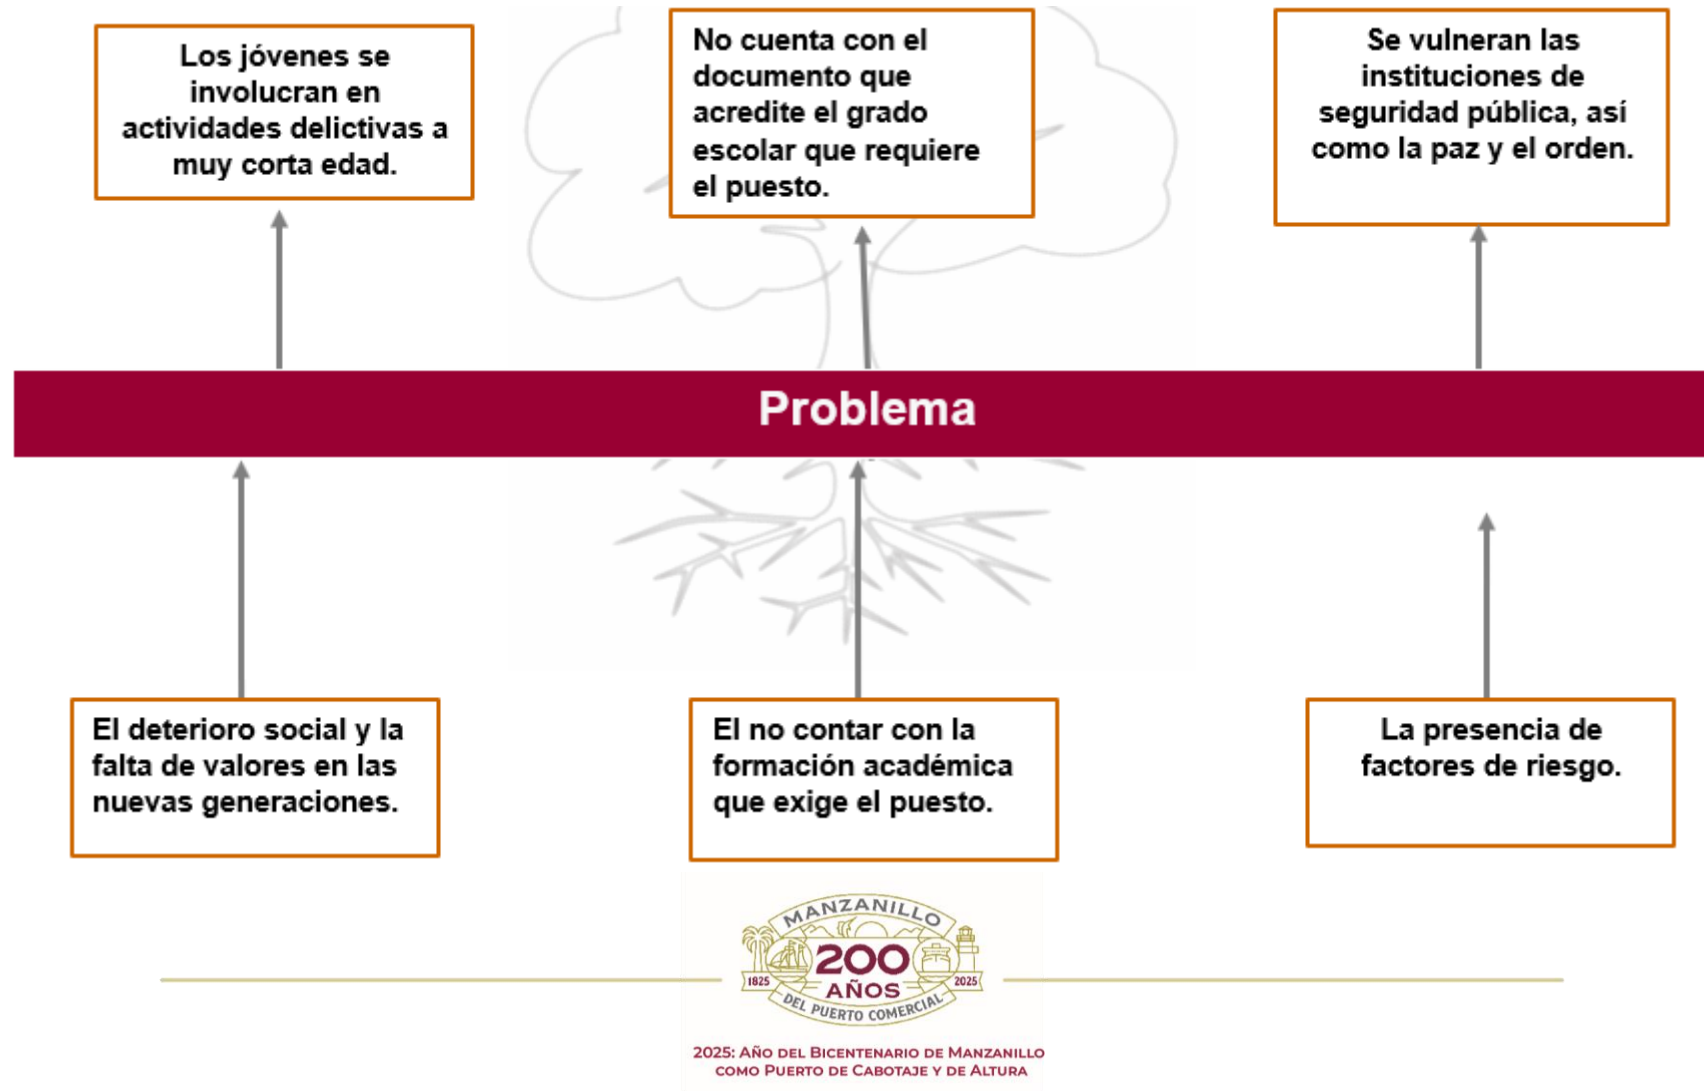 Los jóvenes se
involucran en
actividades delictivas a
muy corta edad.
No cuenta con el
documento que
acredite el grado
escolar que requiere
el puesto.
Se vulneran las
instituciones de
seguridad pública, así
como la paz y el orden.
Problema
El deterioro social y la
falta de valores en las
nuevas generaciones.
El no contar con la
formación académica
que exige el puesto.
La presencia de
factores de riesgo.
MANZANILLO
200
1825
AÑOS
2025
DEL PUERTO COMERCIAL
2025: AÑO DEL BICENTENARIO DE MANZANILLO
COMO PUERTO DE CABOTAJE Y DE ALTURA